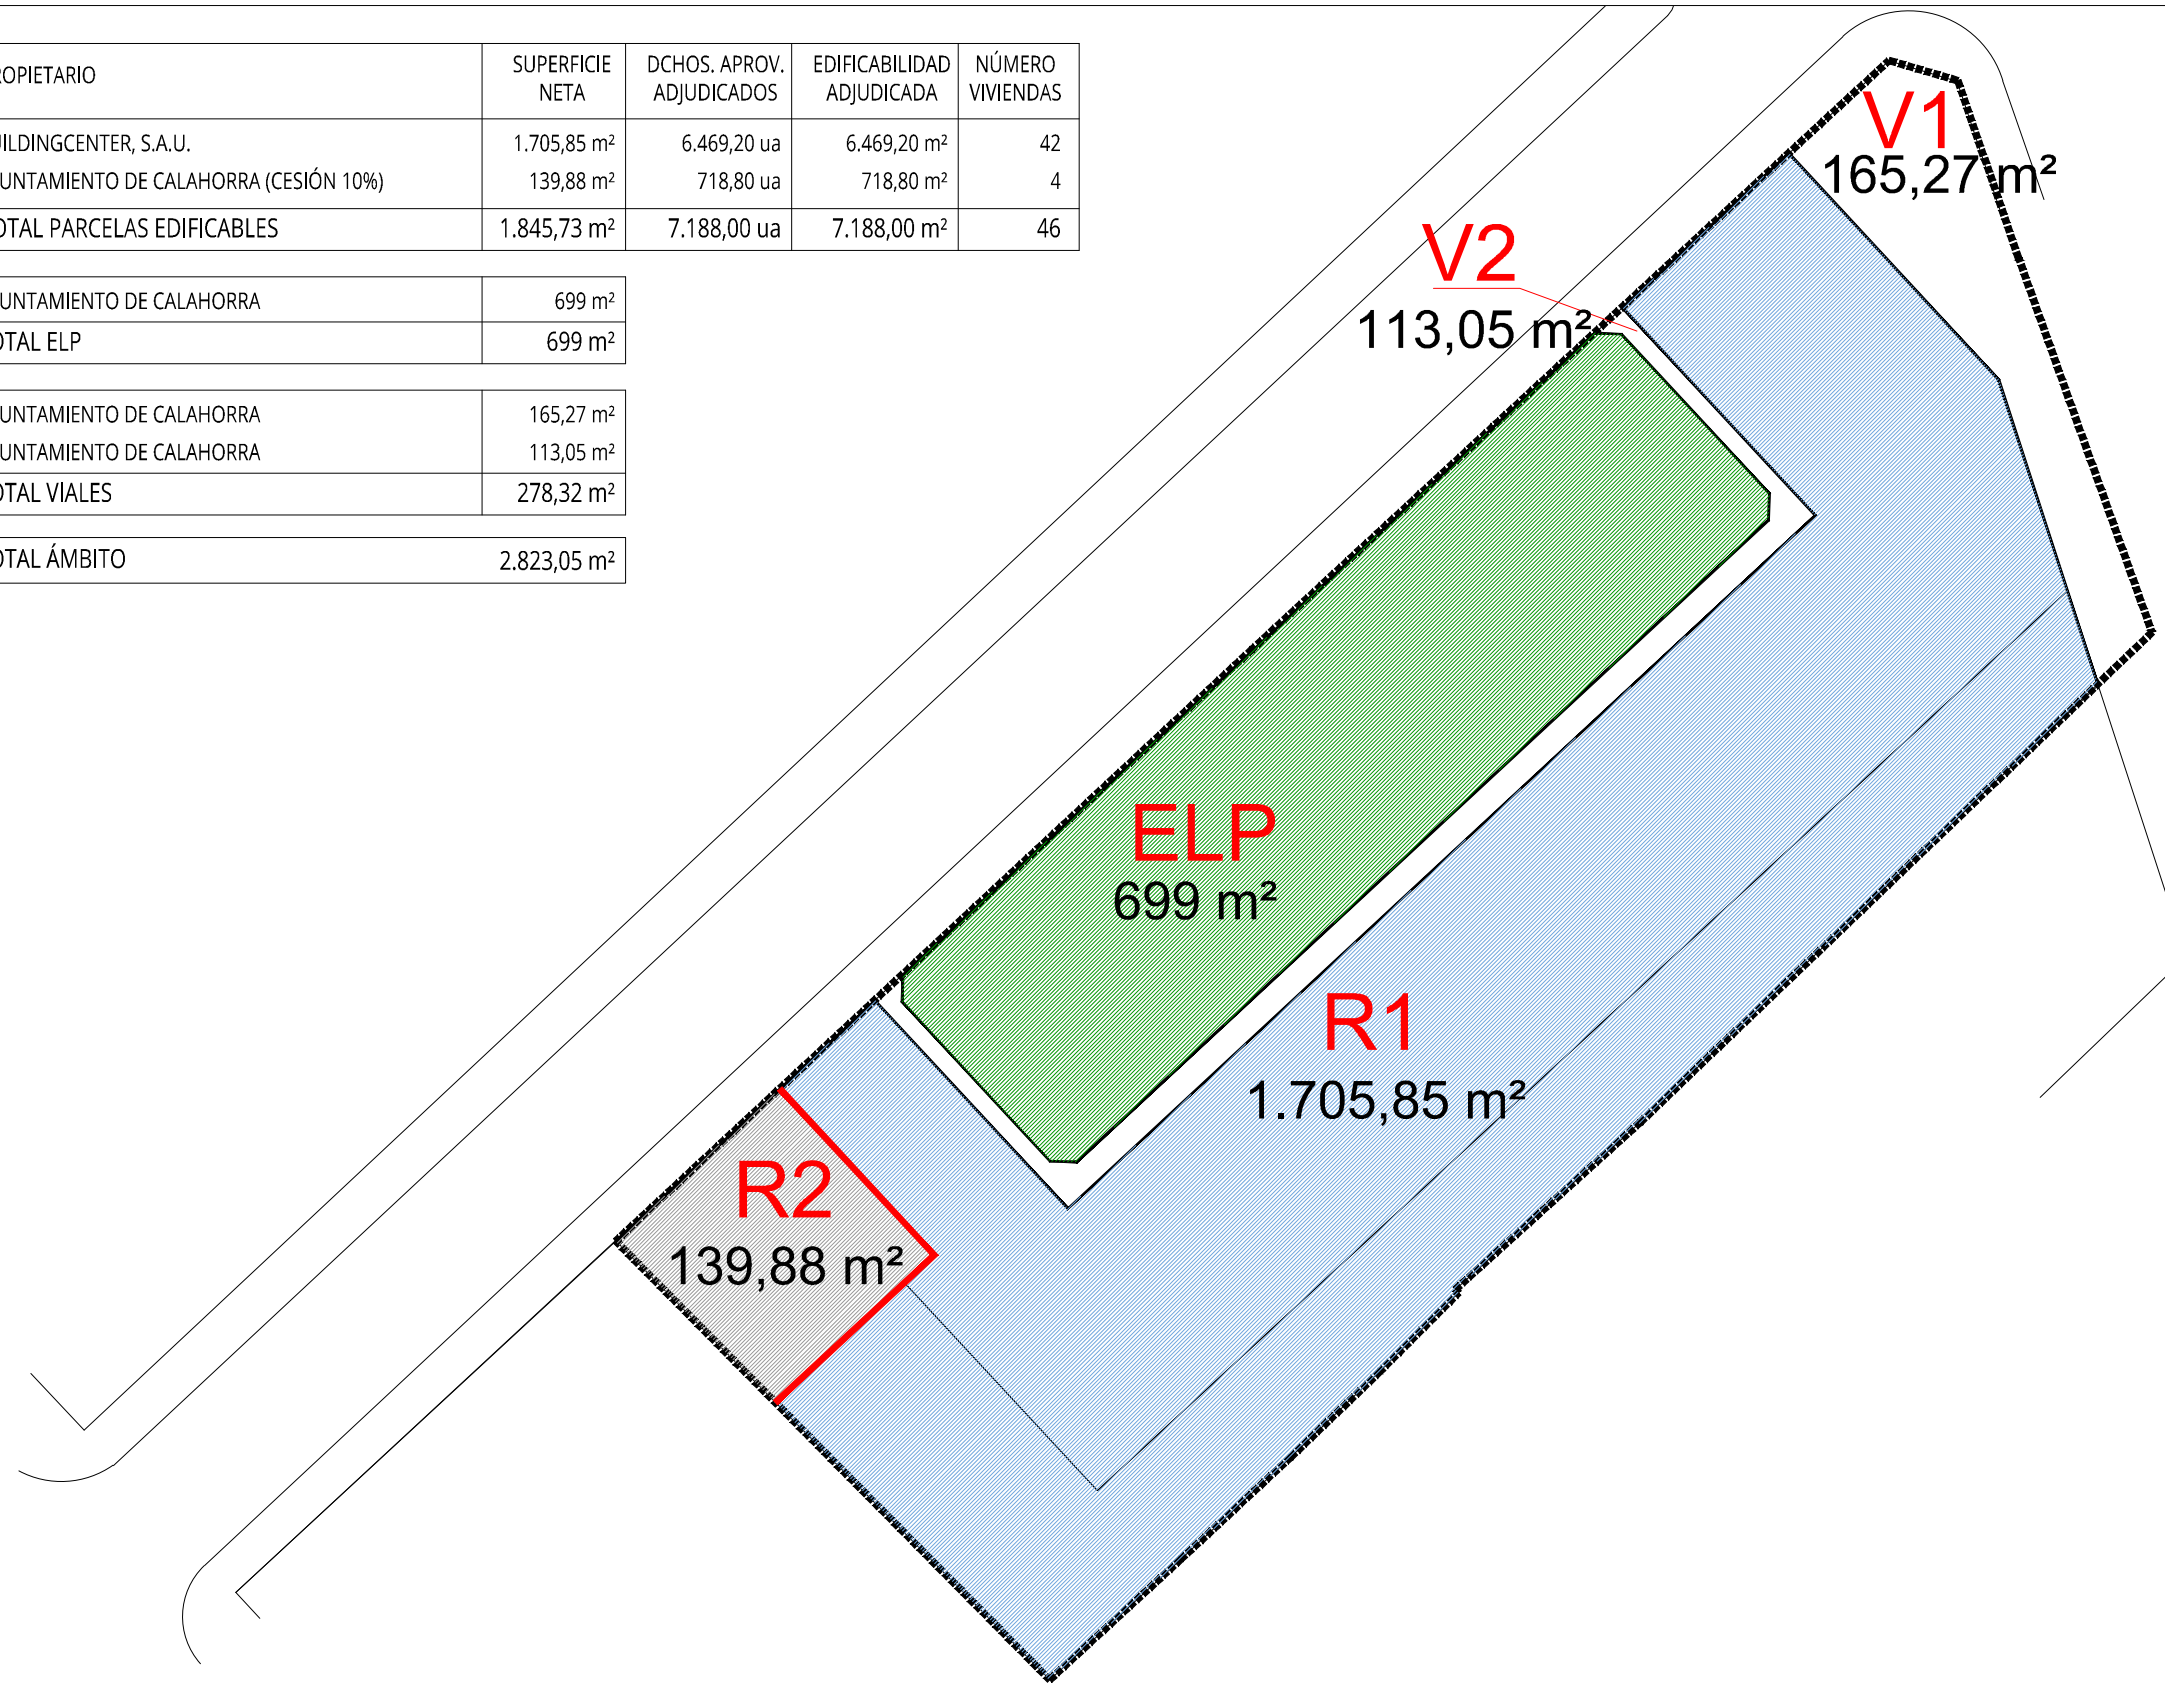 ROPIETARIO
SUPERFICIE NETA
DCHOS. APROV. ADJUDICADOS
EDIFICABILIDAD ADJUDICADA
NÚMERO VIVIENDAS
UILDINGCENTER, S.A.U. 1.705,85 m² 6.469,20 ua 6.469,20 m² 42
UNTAMIENTO DE CALAHORRA (CESIÓN 10%) 139,88 m² 718,80 ua 718,80 m² 4
OTAL PARCELAS EDIFICABLES 1.845,73 m² 7.188,00 ua 7.188,00 m² 46
UNTAMIENTO DE CALAHORRA 699 m²
OTAL ELP 699 m²
UNTAMIENTO DE CALAHORRA 165,27 m²
UNTAMIENTO DE CALAHORRA 113,05 m²
OTAL VIALES 278,32 m²
OTAL ÁMBITO 2.823,05 m²
V1
165,27 m²
V2
113,05 m²
ELP
699 m²
R1
1.705,85 m²
R2
139,88 m²